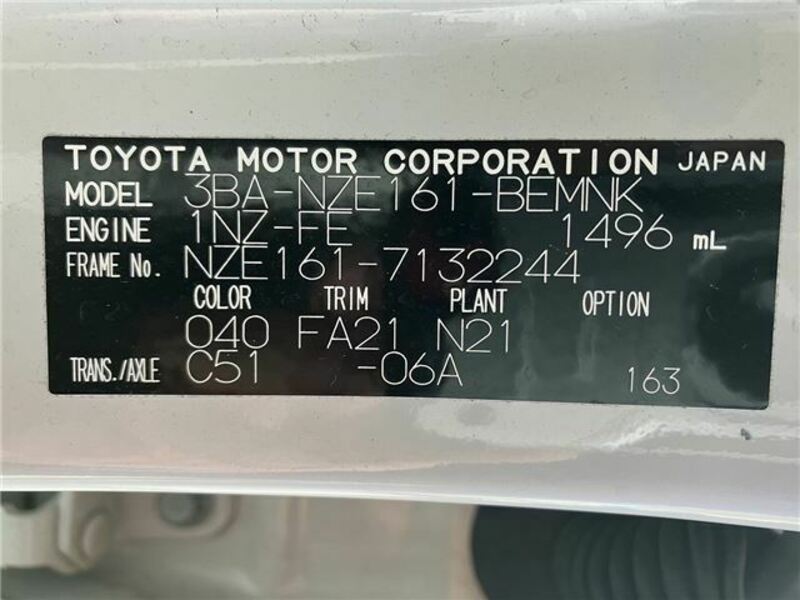 TOYOTA MOTOR CORPORATION JAPAN
MODEL 3BA-NZE161-BEMNK
ENGINE 1NZ-FE 1496 mL
FRAME No. NZE161-7132244
COLOR TRIM PLANT OPTION
040 FA21 N21
TRANS./AXLE C51 -06A 163